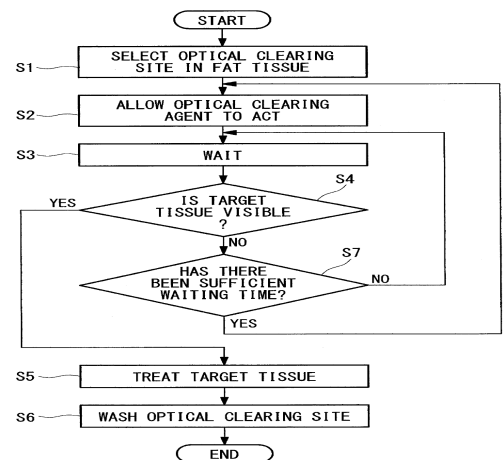 START
S1
SELECT OPTICAL CLEARING
SITE IN FAT TISSUE
S2
ALLOW OPTICAL CLEARING
AGENT TO ACT
S3
WAIT
S4
YES
IS TARGET
TISSUE VISIBLE
?
NO
S7
HAS THERE
BEEN SUFFICIENT
WAITING TIME?
NO
YES
S5
TREAT TARGET TISSUE
S6
WASH OPTICAL CLEARING SITE
END